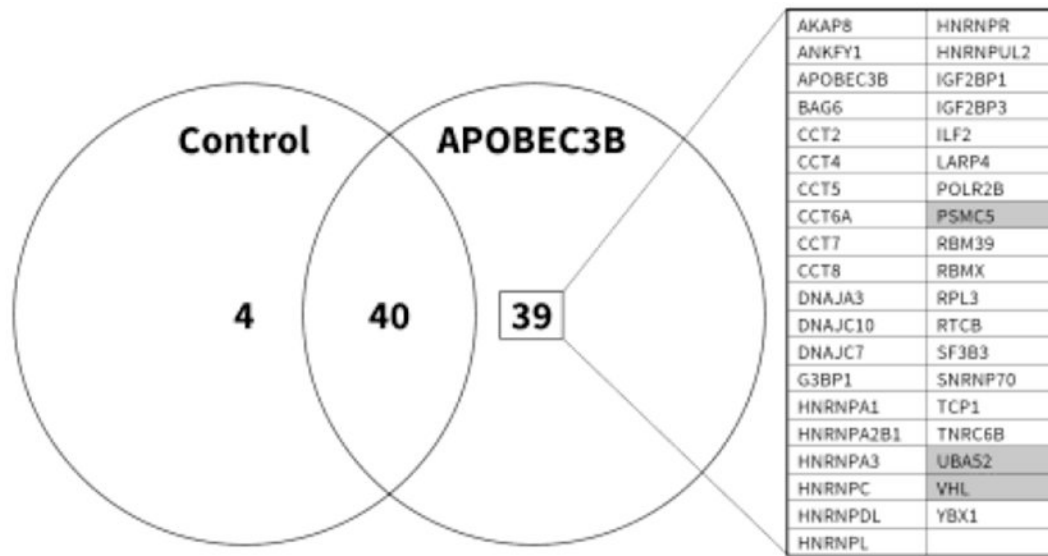 Control
APOBEC3B
4
40
39
AKAP8 HNRNPR
ANKFY1 HNRNPUL2
APOBEC3B IGF2BP1
BAG6 IGF2BP3
CCT2 ILF2
CCT4 LARP4
CCT5 POLR2B
CCT6A PSMC5
CCT7 RBM39
CCT8 RBMX
DNAJA3 RPL3
DNAJC10 RTCB
DNAJC7 SF3B3
G3BP1 SNRNP70
HNRNPA1 TCP1
HNRNPA2B1 TNRC6B
HNRNPA3 UBA52
HNRNPC VHL
HNRNPDL YBX1
HNRNPL